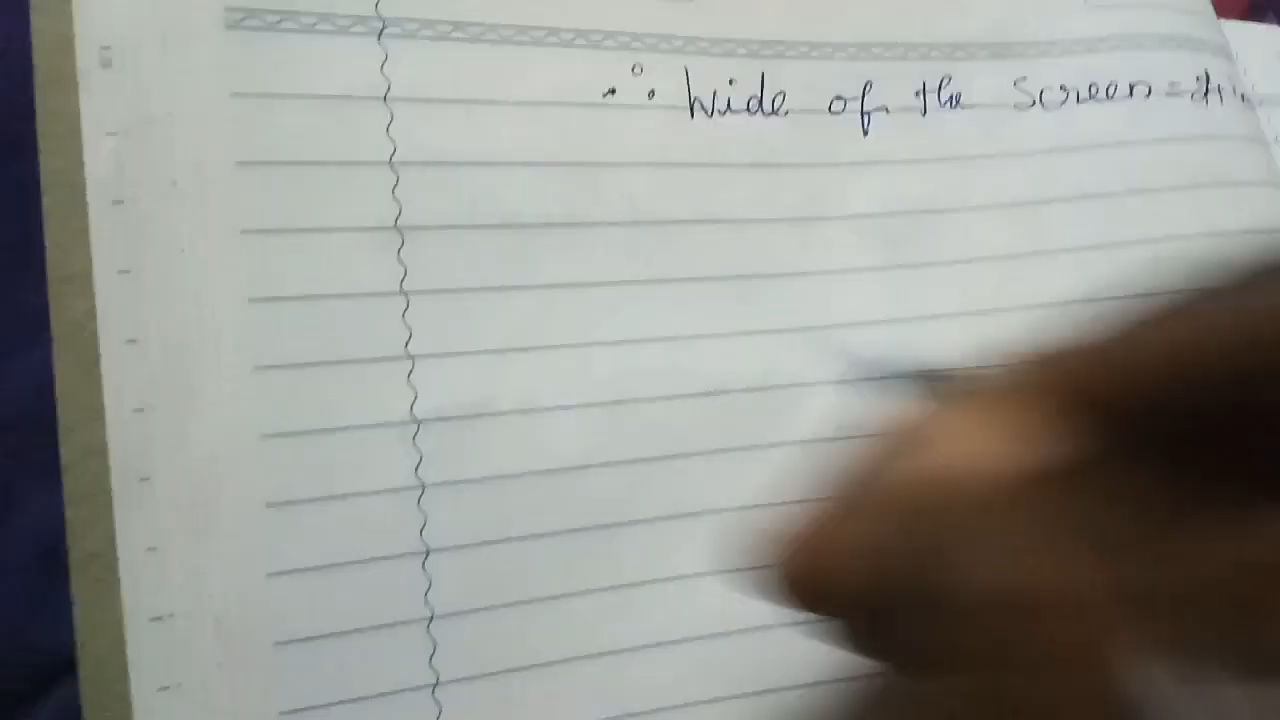 ∴ Wide of the Screen =